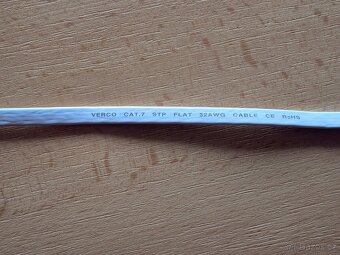 VERCO CAT.7 STP FLAT 32AWG CABLE CE RoHS